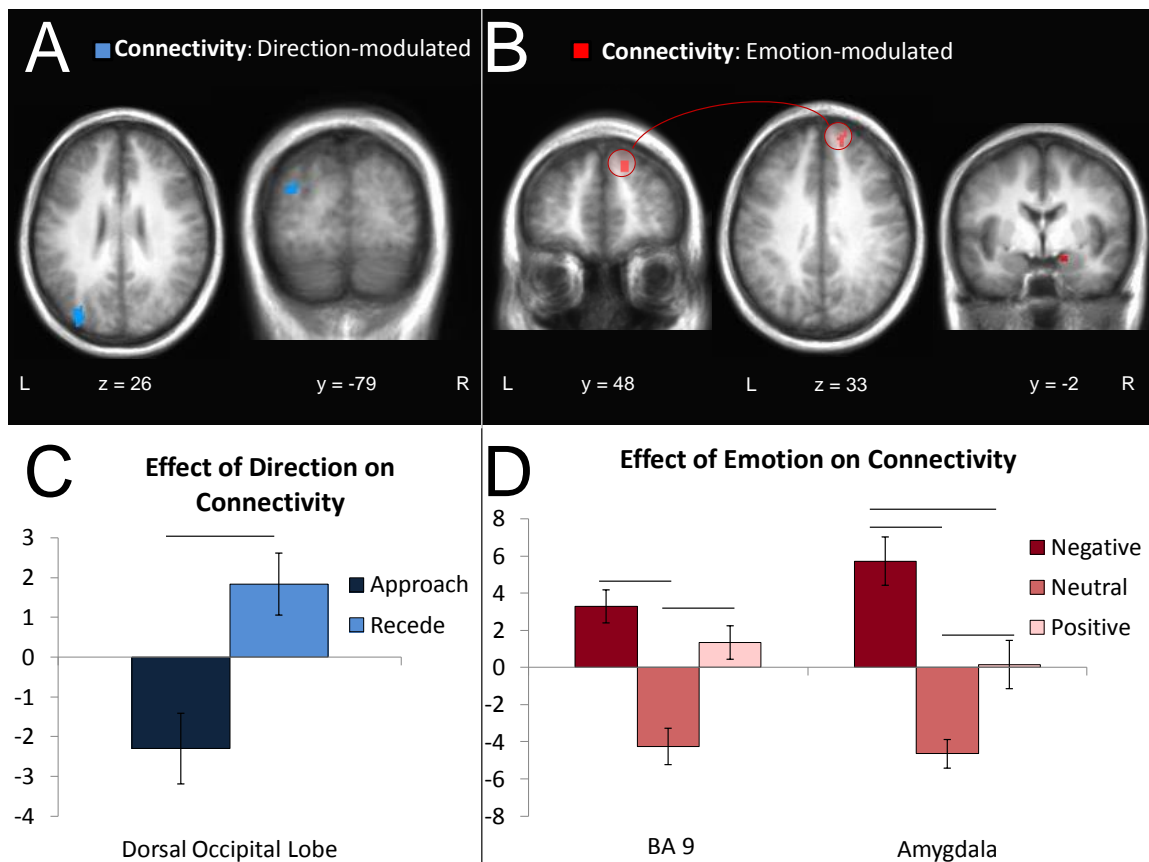 A
Connectivity: Direction-modulated
L
z = 26
y = -79
R
B
Connectivity: Emotion-modulated
L
y = 48
L
z = 33
y = -2
R
C
Effect of Direction on
Connectivity
3
2
1
0
-1
-2
-3
-4
Approach
Recede
Dorsal Occipital Lobe
D
Effect of Emotion on Connectivity
8
6
4
2
0
-2
-4
-6
-8
Negative
Neutral
Positive
BA 9
Amygdala